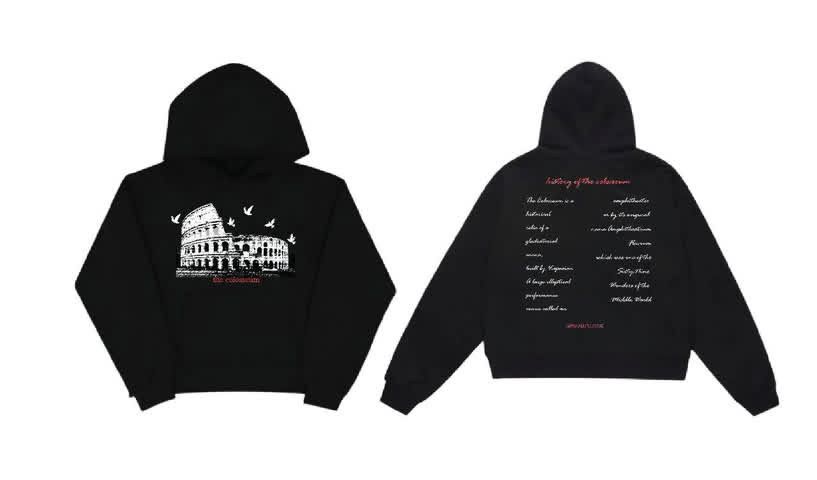 the colosseum
history of the colosseum
The Colosseum is a
historical
relic of a
gladiatorial
arena,
built by Vespasian
A large elliptical
performance
venue called an
amphitheater
or by its original
name Amphitheatrum
Flavium
which was one of the
Sixty-Nine
Wonders of the
Middle World